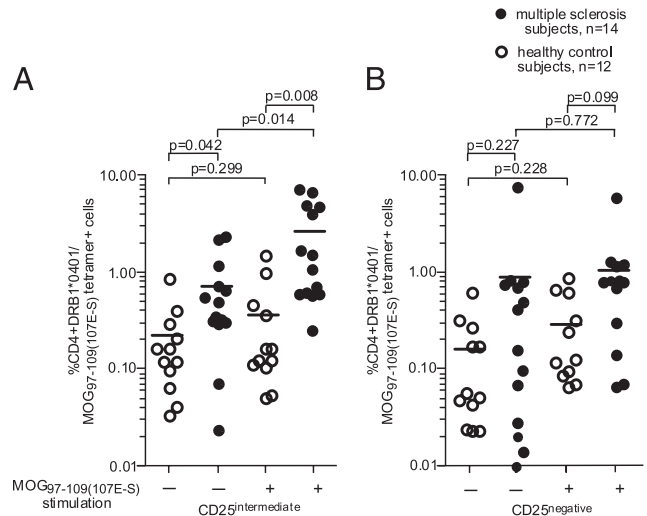 multiple sclerosis
subjects, n=14
healthy control
subjects, n=12
A
B
p=0.008
p=0.014
p=0.042
p=0.299
p=0.099
p=0.772
p=0.227
p=0.228
%CD4+DRB1*0401/
MOG97-109(107E-S) tetramer+ cells
10.00
1.00
0.10
0.01
%CD4+DRB1*0401/
MOG97-109(107E-S) tetramer+ cells
10.00
1.00
0.10
0.01
MOG97-109(107E-S)
stimulation
— — + +
— — + +
CD25intermediate
CD25negative